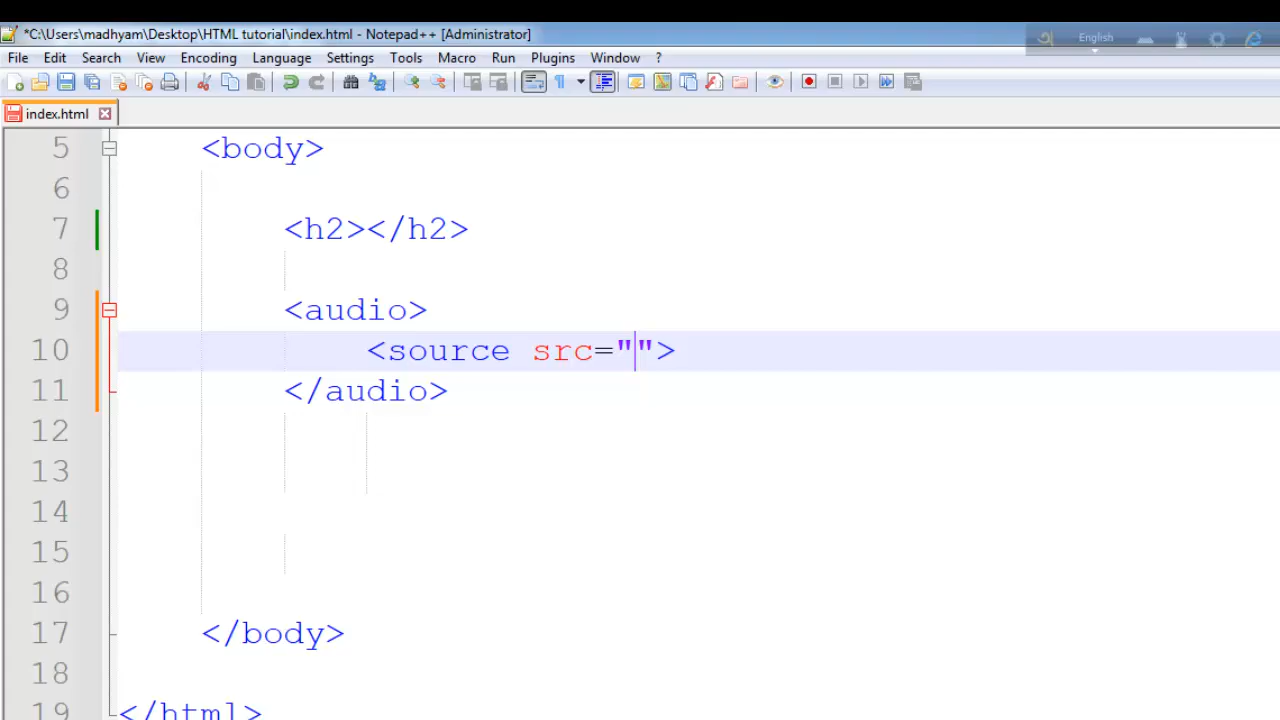 *C:\Users\madhyam\Desktop\HTML tutorial\index.html - Notepad++ [Administrator]
English
File Edit Search View Encoding Language Settings Tools Macro Run Plugins Window ?
index.html
5 <body>
6
7 <h2></h2>
8
9 <audio>
10 <source src="">
11 </audio>
12
13
14
15
16
17 </body>
18
19 </html>